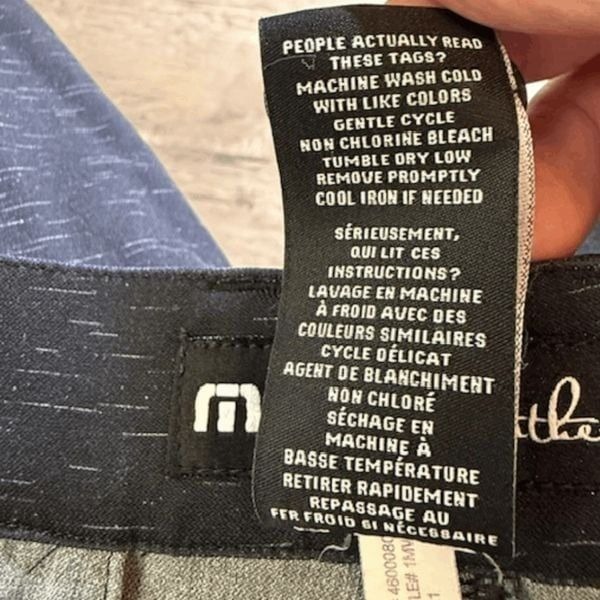 PEOPLE ACTUALLY READ
THESE TAGS?
MACHINE WASH COLD
WITH LIKE COLORS
GENTLE CYCLE
NON CHLORINE BLEACH
TUMBLE DRY LOW
REMOVE PROMPTLY
COOL IRON IF NEEDED
SÉRIEUSEMENT,
QUI LIT CES
INSTRUCTIONS?
LAVAGE EN MACHINE
À FROID AVEC DES
COULEURS SIMILAIRES
CYCLE DÉLICAT
AGENT DE BLANCHIMENT
NON CHLORÉ
SÉCHAGE EN
MACHINE À
BASSE TEMPÉRATURE
RETIRER RAPIDEMENT
REPASSAGE AU
FER FROID SI NÉCESSAIRE
m
the